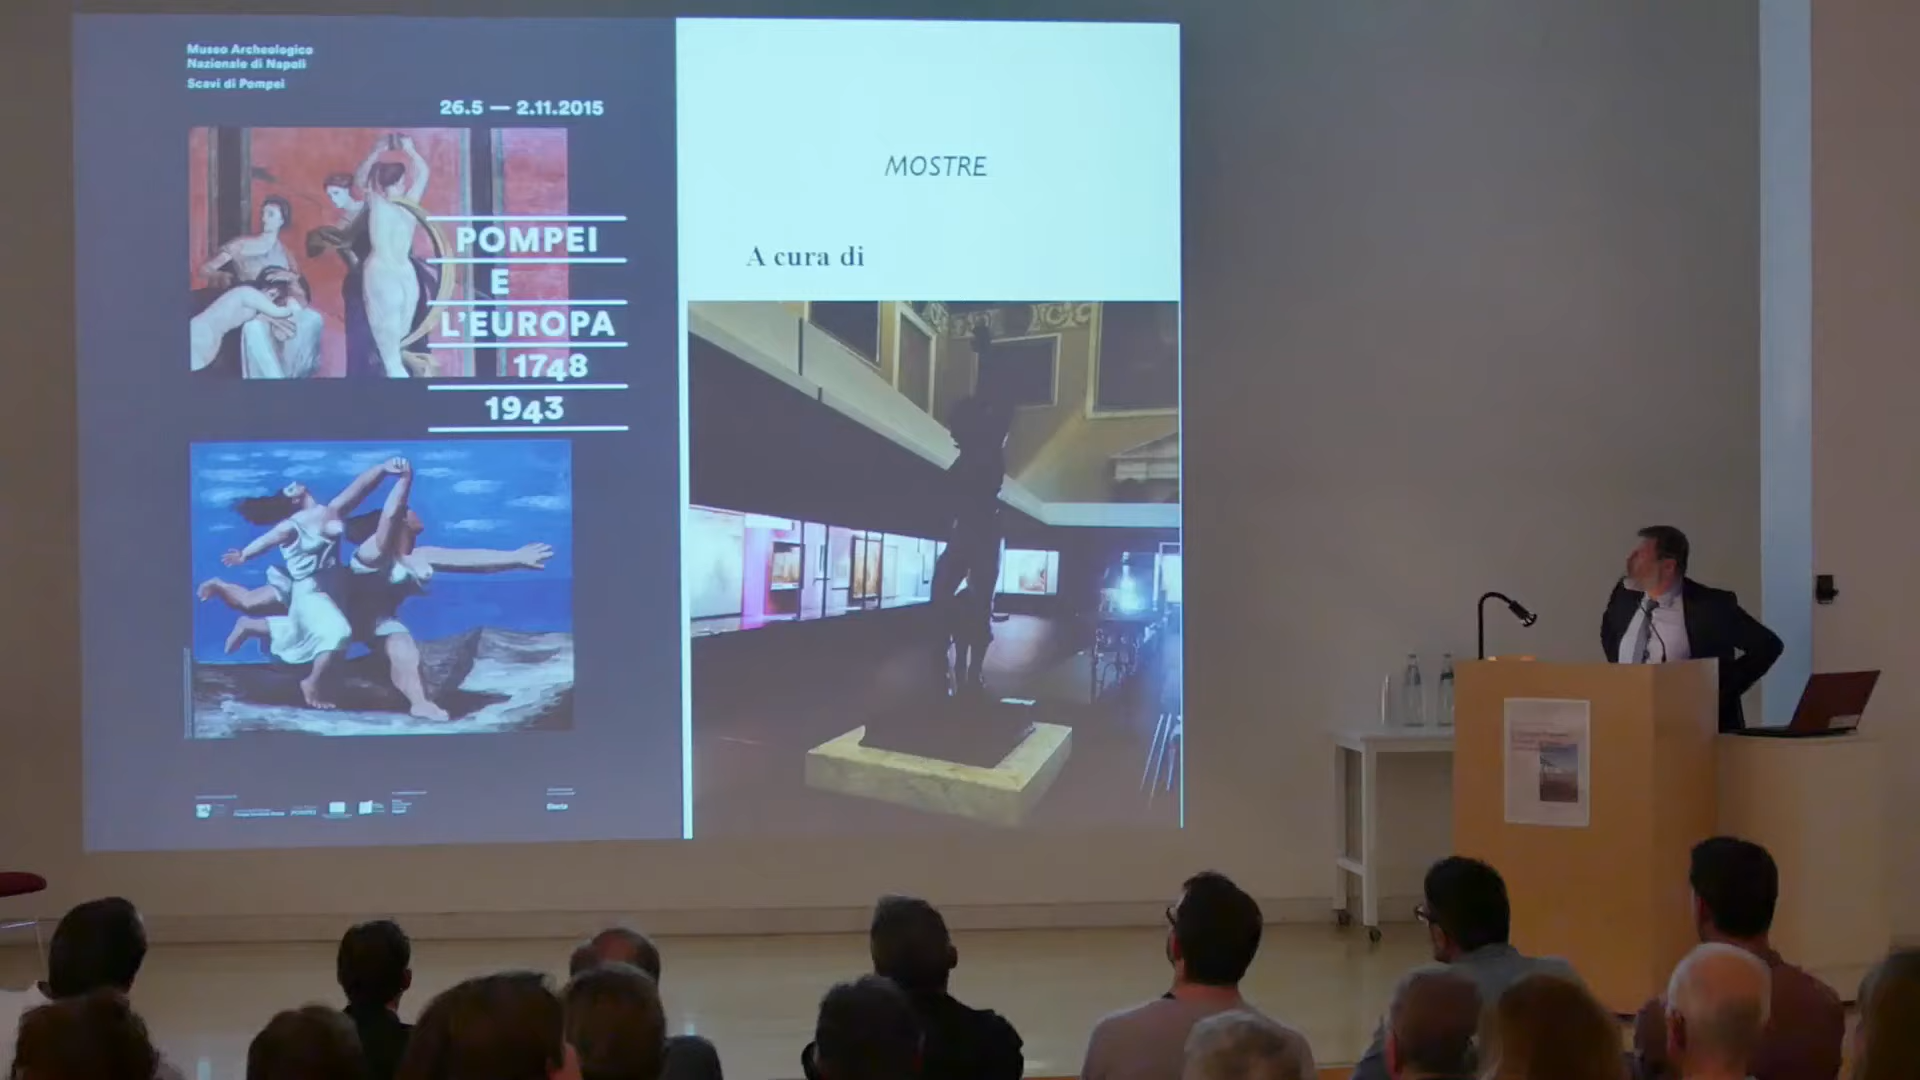 Museo Archeologico
Nazionale di Napoli
Scavi di Pompei
26.5 — 2.11.2015
POMPEI
E
L'EUROPA
1748
1943
MOSTRE
A cura di